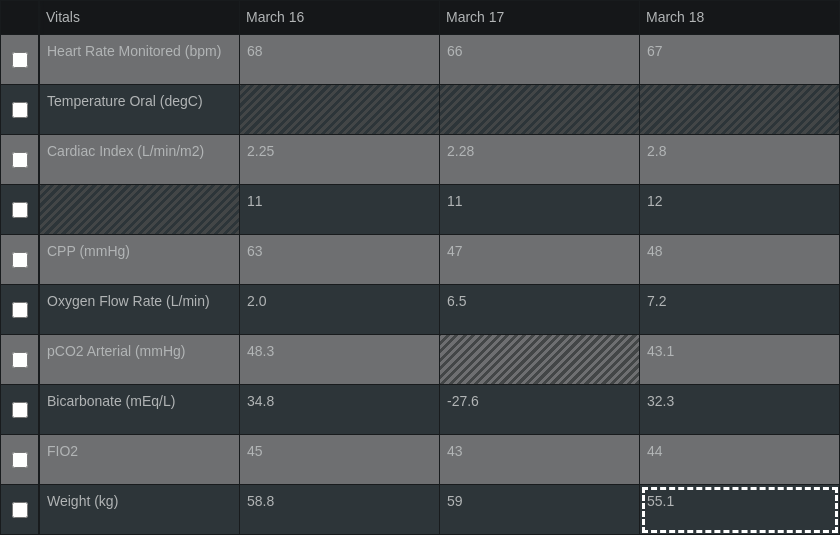 Vitals March 16 March 17 March 18
Heart Rate Monitored (bpm) 68 66 67
Temperature Oral (degC)
Cardiac Index (L/min/m2) 2.25 2.28 2.8
11 11 12
CPP (mmHg) 63 47 48
Oxygen Flow Rate (L/min) 2.0 6.5 7.2
pCO2 Arterial (mmHg) 48.3 43.1
Bicarbonate (mEq/L) 34.8 -27.6 32.3
FIO2 45 43 44
Weight (kg) 58.8 59 55.1